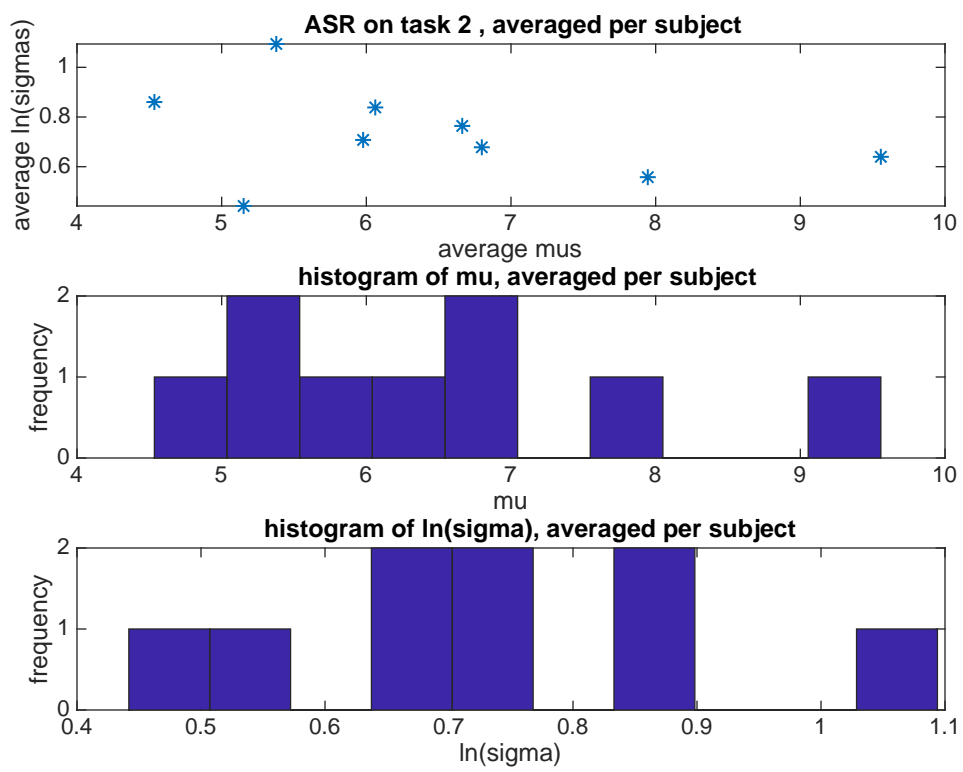 ASR on task 2 , averaged per subject
average ln(sigmas)
1
0.8
0.6
4 5 6 7 8 9 10
average mus
histogram of mu, averaged per subject
frequency
2
1
0
4 5 6 7 8 9 10
mu
histogram of ln(sigma), averaged per subject
frequency
2
1
0
0.4 0.5 0.6 0.7 0.8 0.9 1 1.1
ln(sigma)